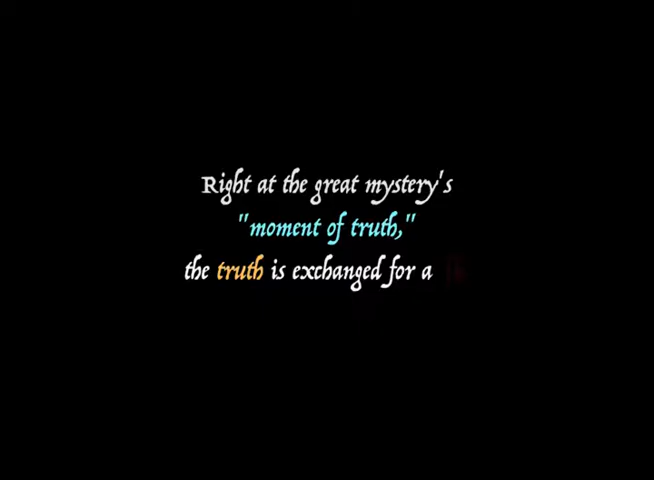 Right at the great mystery's
"moment of truth,"
the truth is exchanged for a